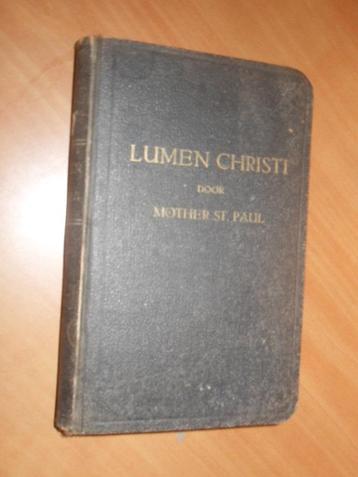 LUMEN CHRISTI
DOOR
MOTHER ST. PAUL